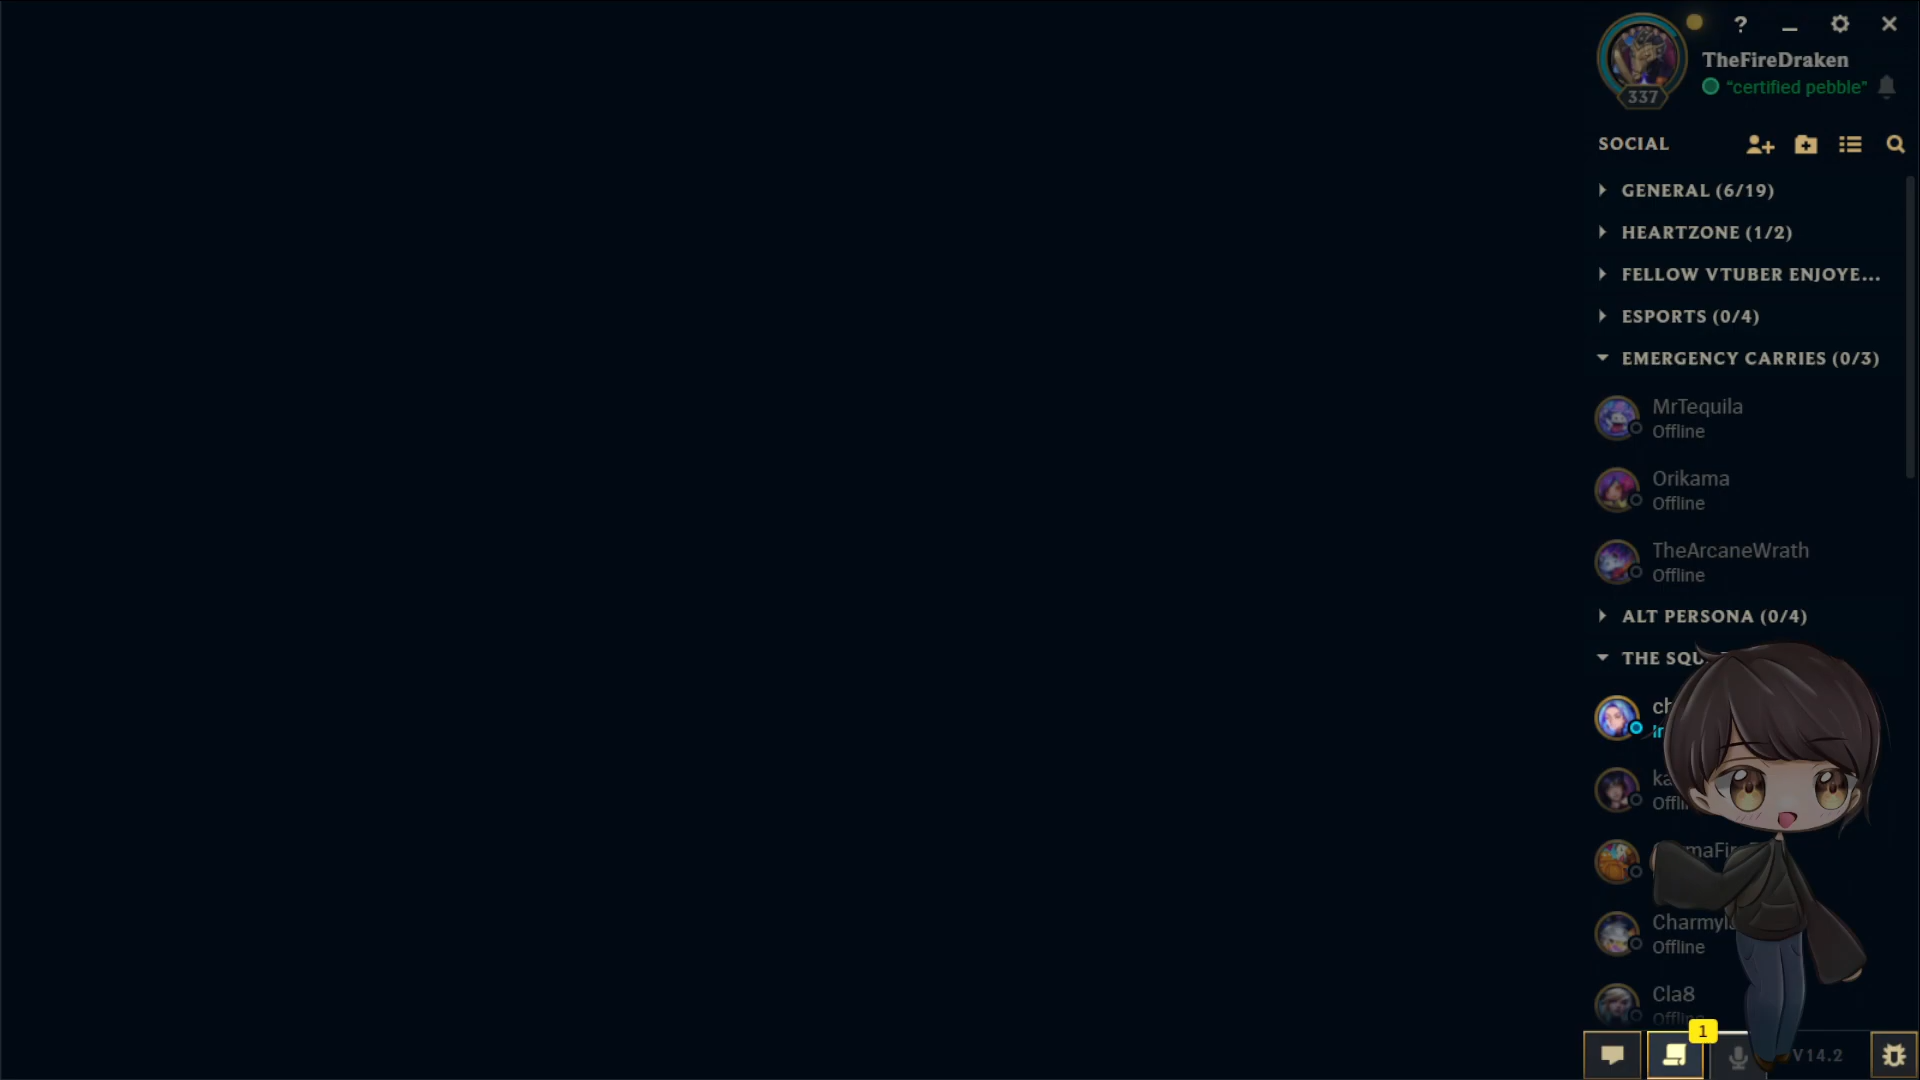 ?
TheFireDraken
"certified pebble"
337
SOCIAL
GENERAL (6/19)
HEARTZONE (1/2)
FELLOW VTUBER ENJOYE...
ESPORTS (0/4)
EMERGENCY CARRIES (0/3)
MrTequila
Offline
Orikama
Offline
TheArcaneWrath
Offline
ALT PERSONA (0/4)
THE
Offline
Cla8
Offline
1
V14.2